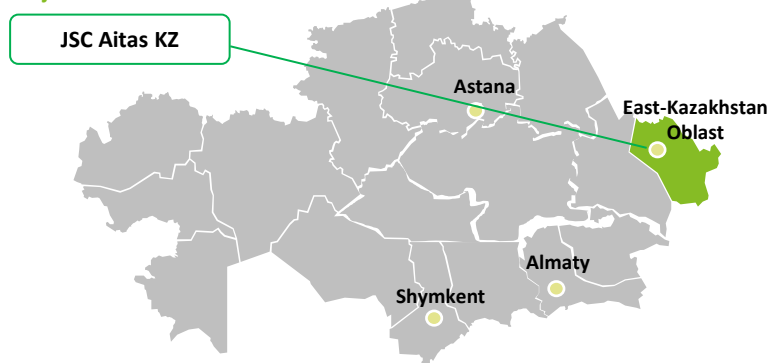 JSC Aitas KZ
Astana
East-Kazakhstan
Oblast
Almaty
Shymkent